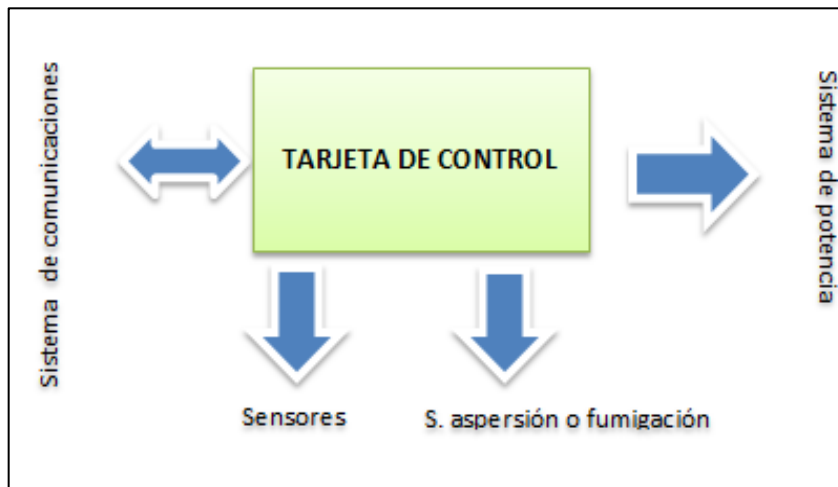 Sistema de comunicaciones
TARJETA DE CONTROL
Sistema de potencia
Sensores
S. aspersión o fumigación